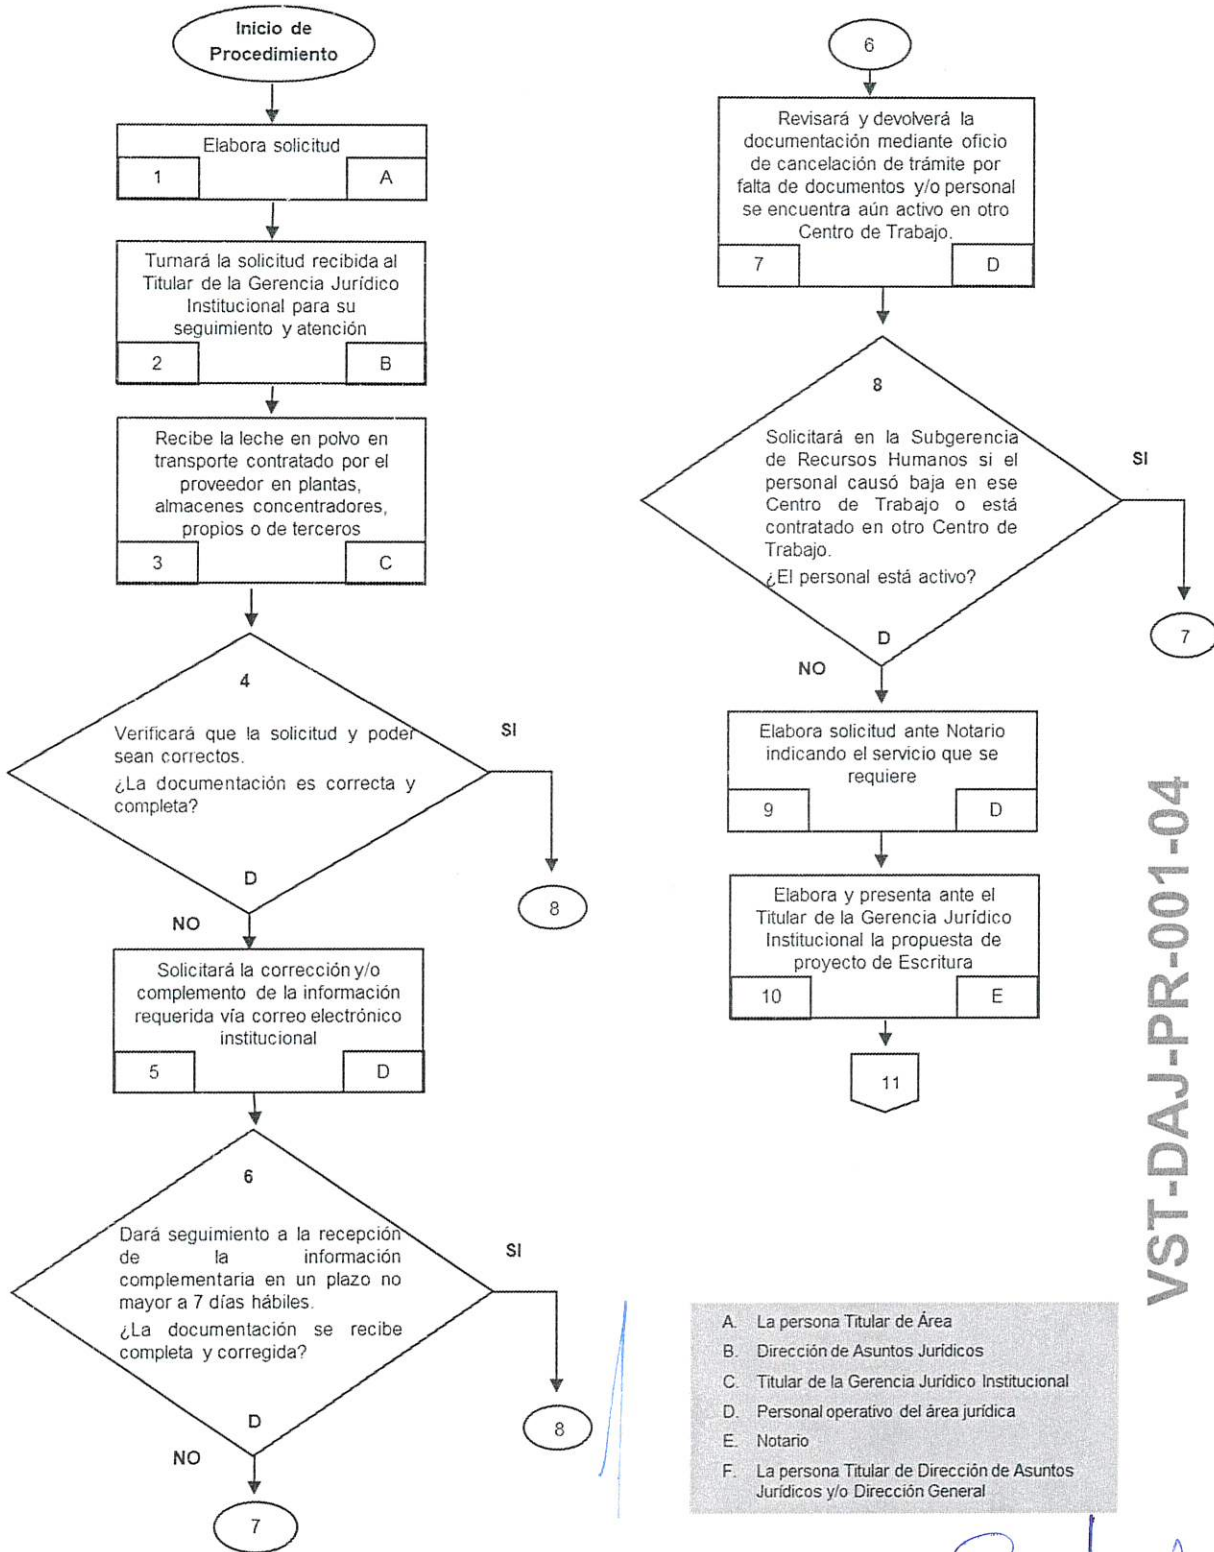 Inicio de
Procedimiento
Elabora solicitud
1
A
Turnará la solicitud recibida al
Titular de la Gerencia Jurídico
Institucional para su
seguimiento y atención
2
B
Recibe la leche en polvo en
transporte contratado por el
proveedor en plantas,
almacenes concentradores,
propios o de terceros
3
C
4
Verificará que la solicitud y poder
sean correctos.
¿La documentación es correcta y
completa?
D
SI
8
NO
Solicitará la corrección y/o
complemento de la información
requerida vía correo electrónico
institucional
5
D
6
Dará seguimiento a la recepción
de la información
complementaria en un plazo no
mayor a 7 días hábiles.
¿La documentación se recibe
completa y corregida?
D
SI
8
NO
7
6
Revisará y devolverá la
documentación mediante oficio
de cancelación de trámite por
falta de documentos y/o personal
se encuentra aún activo en otro
Centro de Trabajo.
7
D
8
Solicitará en la Subgerencia
de Recursos Humanos si el
personal causó baja en ese
Centro de Trabajo o está
contratado en otro Centro de
Trabajo.
¿El personal está activo?
D
SI
7
NO
Elabora solicitud ante Notario
indicando el servicio que se
requiere
9
D
Elabora y presenta ante el
Titular de la Gerencia Jurídico
Institucional la propuesta de
proyecto de Escritura
10
E
11
A. La persona Titular de Área
B. Dirección de Asuntos Jurídicos
C. Titular de la Gerencia Jurídico Institucional
D. Personal operativo del área jurídica
E. Notario
F. La persona Titular de Dirección de Asuntos
Jurídicos y/o Dirección General
VST-DAJ-PR-001-04